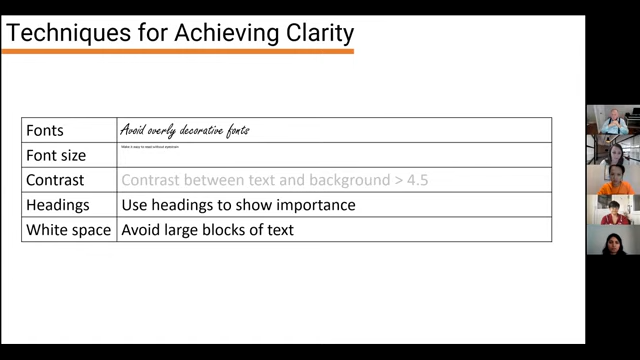 Techniques for Achieving Clarity
Fonts Avoid overly decorative fonts
Font size Make it easy to read without eyestrain
Contrast Contrast between text and background > 4.5
Headings Use headings to show importance
White space Avoid large blocks of text